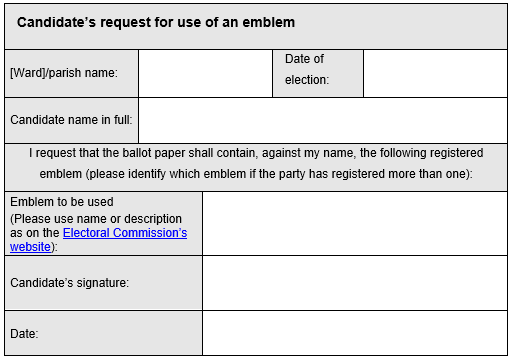 Candidate's request for use of an emblem
[Ward]/parish name:
Date of
election:
Candidate name in full:
I request that the ballot paper shall contain, against my name, the following registered
emblem (please identify which emblem if the party has registered more than one):
Emblem to be used
(Please use name or description
as on the Electoral Commission's
website):
Candidate's signature:
Date: